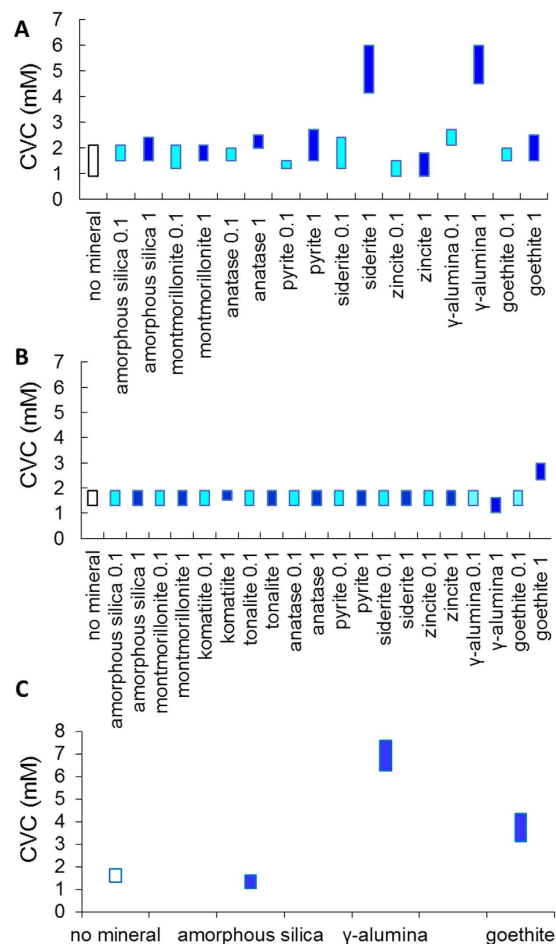 A
CVC (mM)
7
6
5
4
3
2
1
0
no mineral
amorphous silica 0.1
amorphous silica 1
montmorillonite 0.1
montmorillonite 1
anatase 0.1
anatase 1
pyrite 0.1
pyrite 1
siderite 0.1
siderite 1
zincite 0.1
zincite 1
γ-alumina 0.1
γ-alumina 1
goethite 0.1
goethite 1
B
CVC (mM)
7
6
5
4
3
2
1
0
no mineral
amorphous silica 0.1
amorphous silica 1
montmorillonite 0.1
montmorillonite 1
komatiite 0.1
komatiite 1
tonalite 0.1
tonalite 1
anatase 0.1
anatase 1
pyrite 0.1
pyrite 1
siderite 0.1
siderite 1
zincite 0.1
zincite 1
γ-alumina 0.1
γ-alumina 1
goethite 0.1
goethite 1
C
CVC (mM)
8
7
6
5
4
3
2
1
0
no mineral
amorphous silica
γ-alumina
goethite